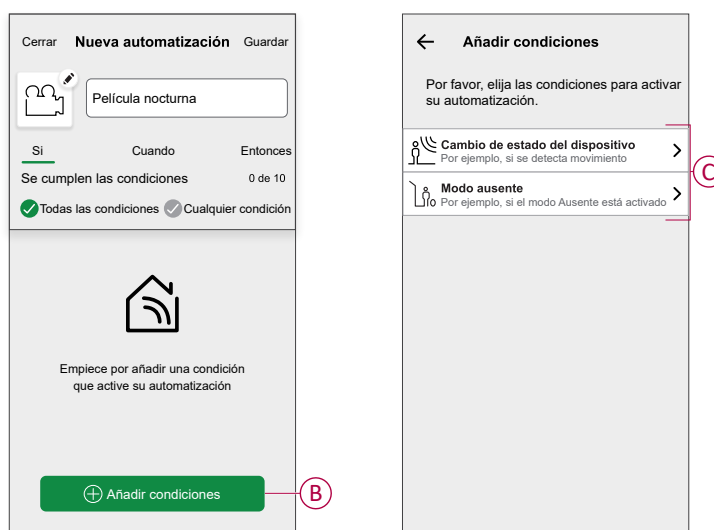 Cerrar Nueva automatización Guardar
Película nocturna
Si Cuando Entonces
Se cumplen las condiciones 0 de 10
Todas las condiciones Cualquier condición
Empiece por añadir una condición
que active su automatización
Añadir condiciones
B
Añadir condiciones
Por favor, elija las condiciones para activar
su automatización.
Cambio de estado del dispositivo
Por ejemplo, si se detecta movimiento
Modo ausente
Por ejemplo, si el modo Ausente está activado
C